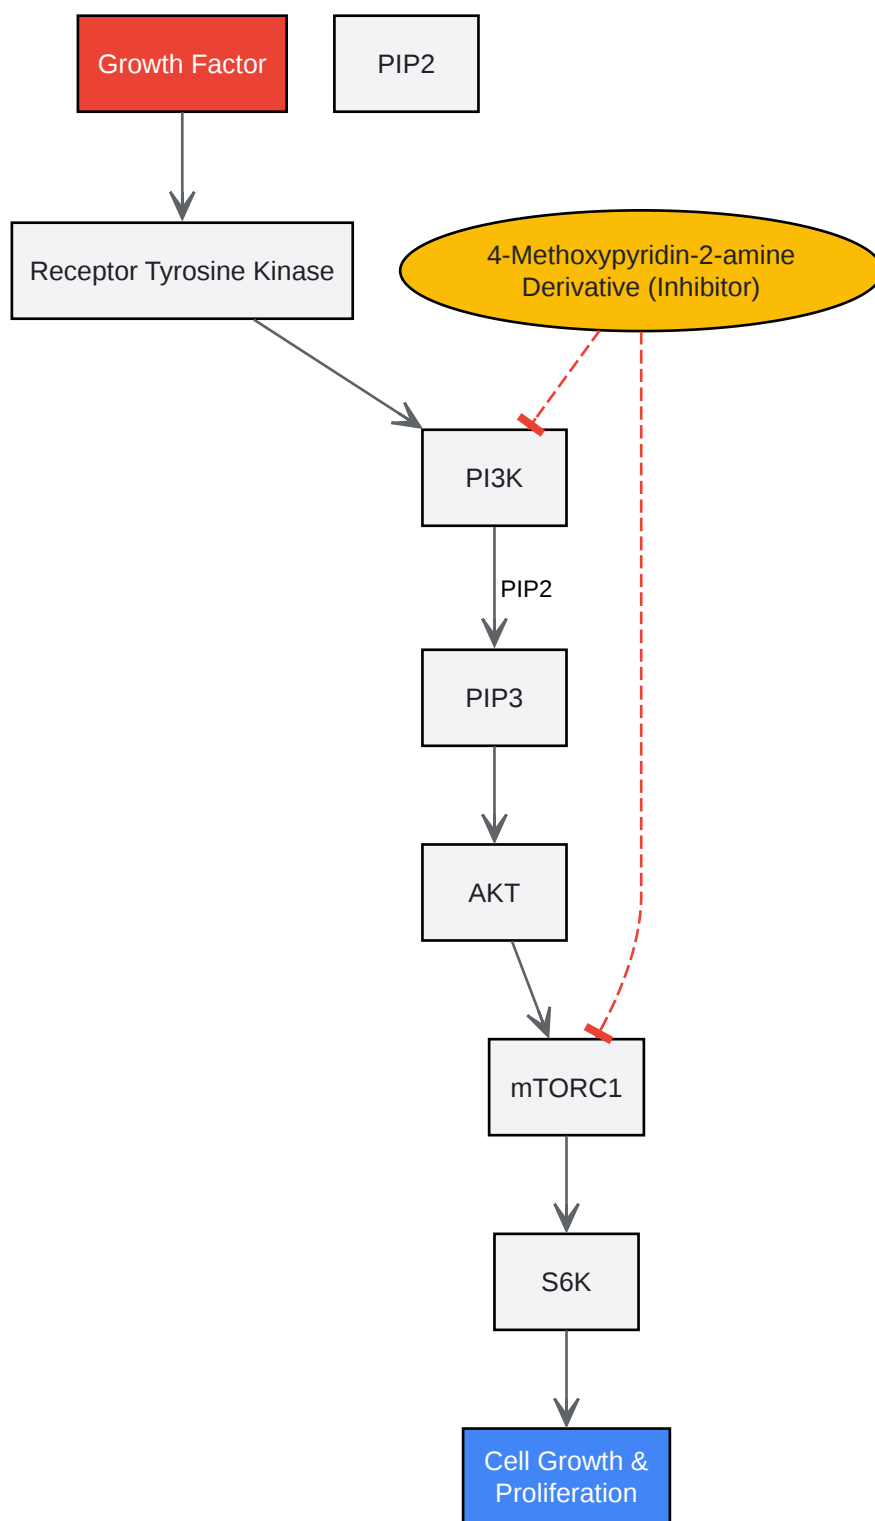 Growth Factor
PIP2
Receptor Tyrosine Kinase
4-Methoxypyridin-2-amine
Derivative (Inhibitor)
PI3K
PIP2
PIP3
AKT
mTORC1
S6K
Cell Growth &
Proliferation